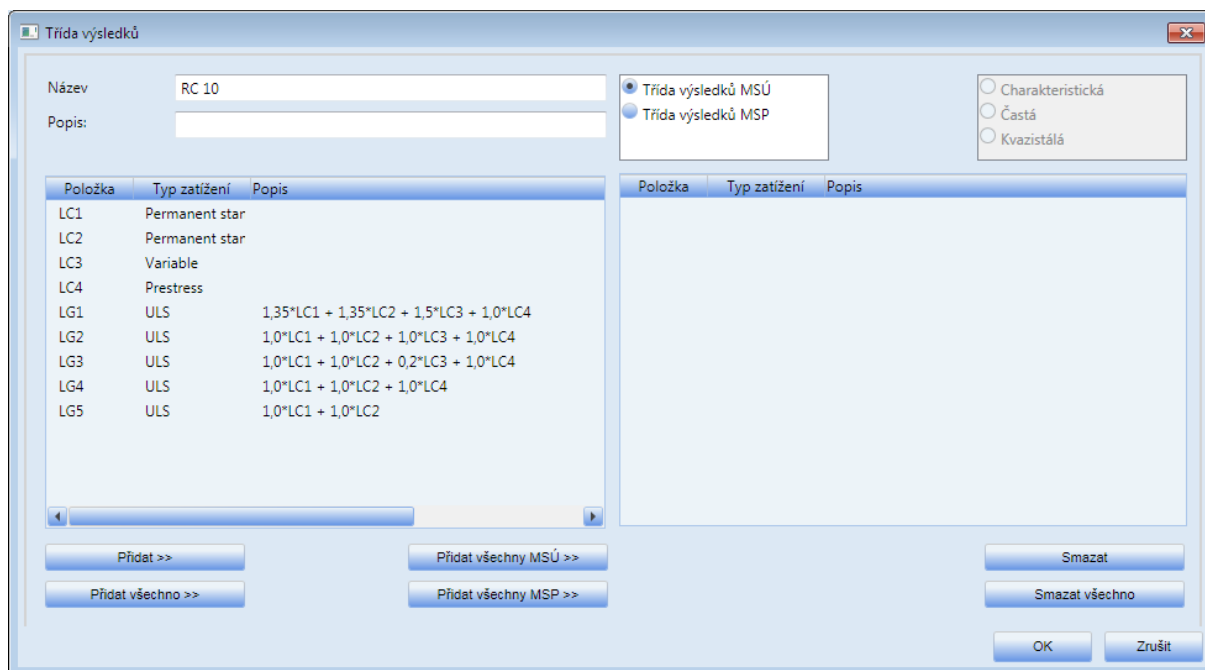 Třída výsledků
Název RC 10
Popis:
Třída výsledků MSÚ
Třída výsledků MSP
Charakteristická
Častá
Kvazistálá
Položka Typ zatížení Popis
LC1 Permanent star
LC2 Permanent star
LC3 Variable
LC4 Prestress
LG1 ULS 1,35*LC1 + 1,35*LC2 + 1,5*LC3 + 1,0*LC4
LG2 ULS 1,0*LC1 + 1,0*LC2 + 1,0*LC3 + 1,0*LC4
LG3 ULS 1,0*LC1 + 1,0*LC2 + 0,2*LC3 + 1,0*LC4
LG4 ULS 1,0*LC1 + 1,0*LC2 + 1,0*LC4
LG5 ULS 1,0*LC1 + 1,0*LC2
Položka Typ zatížení Popis
Přidat >> Přidat všechny MSÚ >> Smazat
Přidat všechno >> Přidat všechny MSP >> Smazat všechno
OK Zrušit